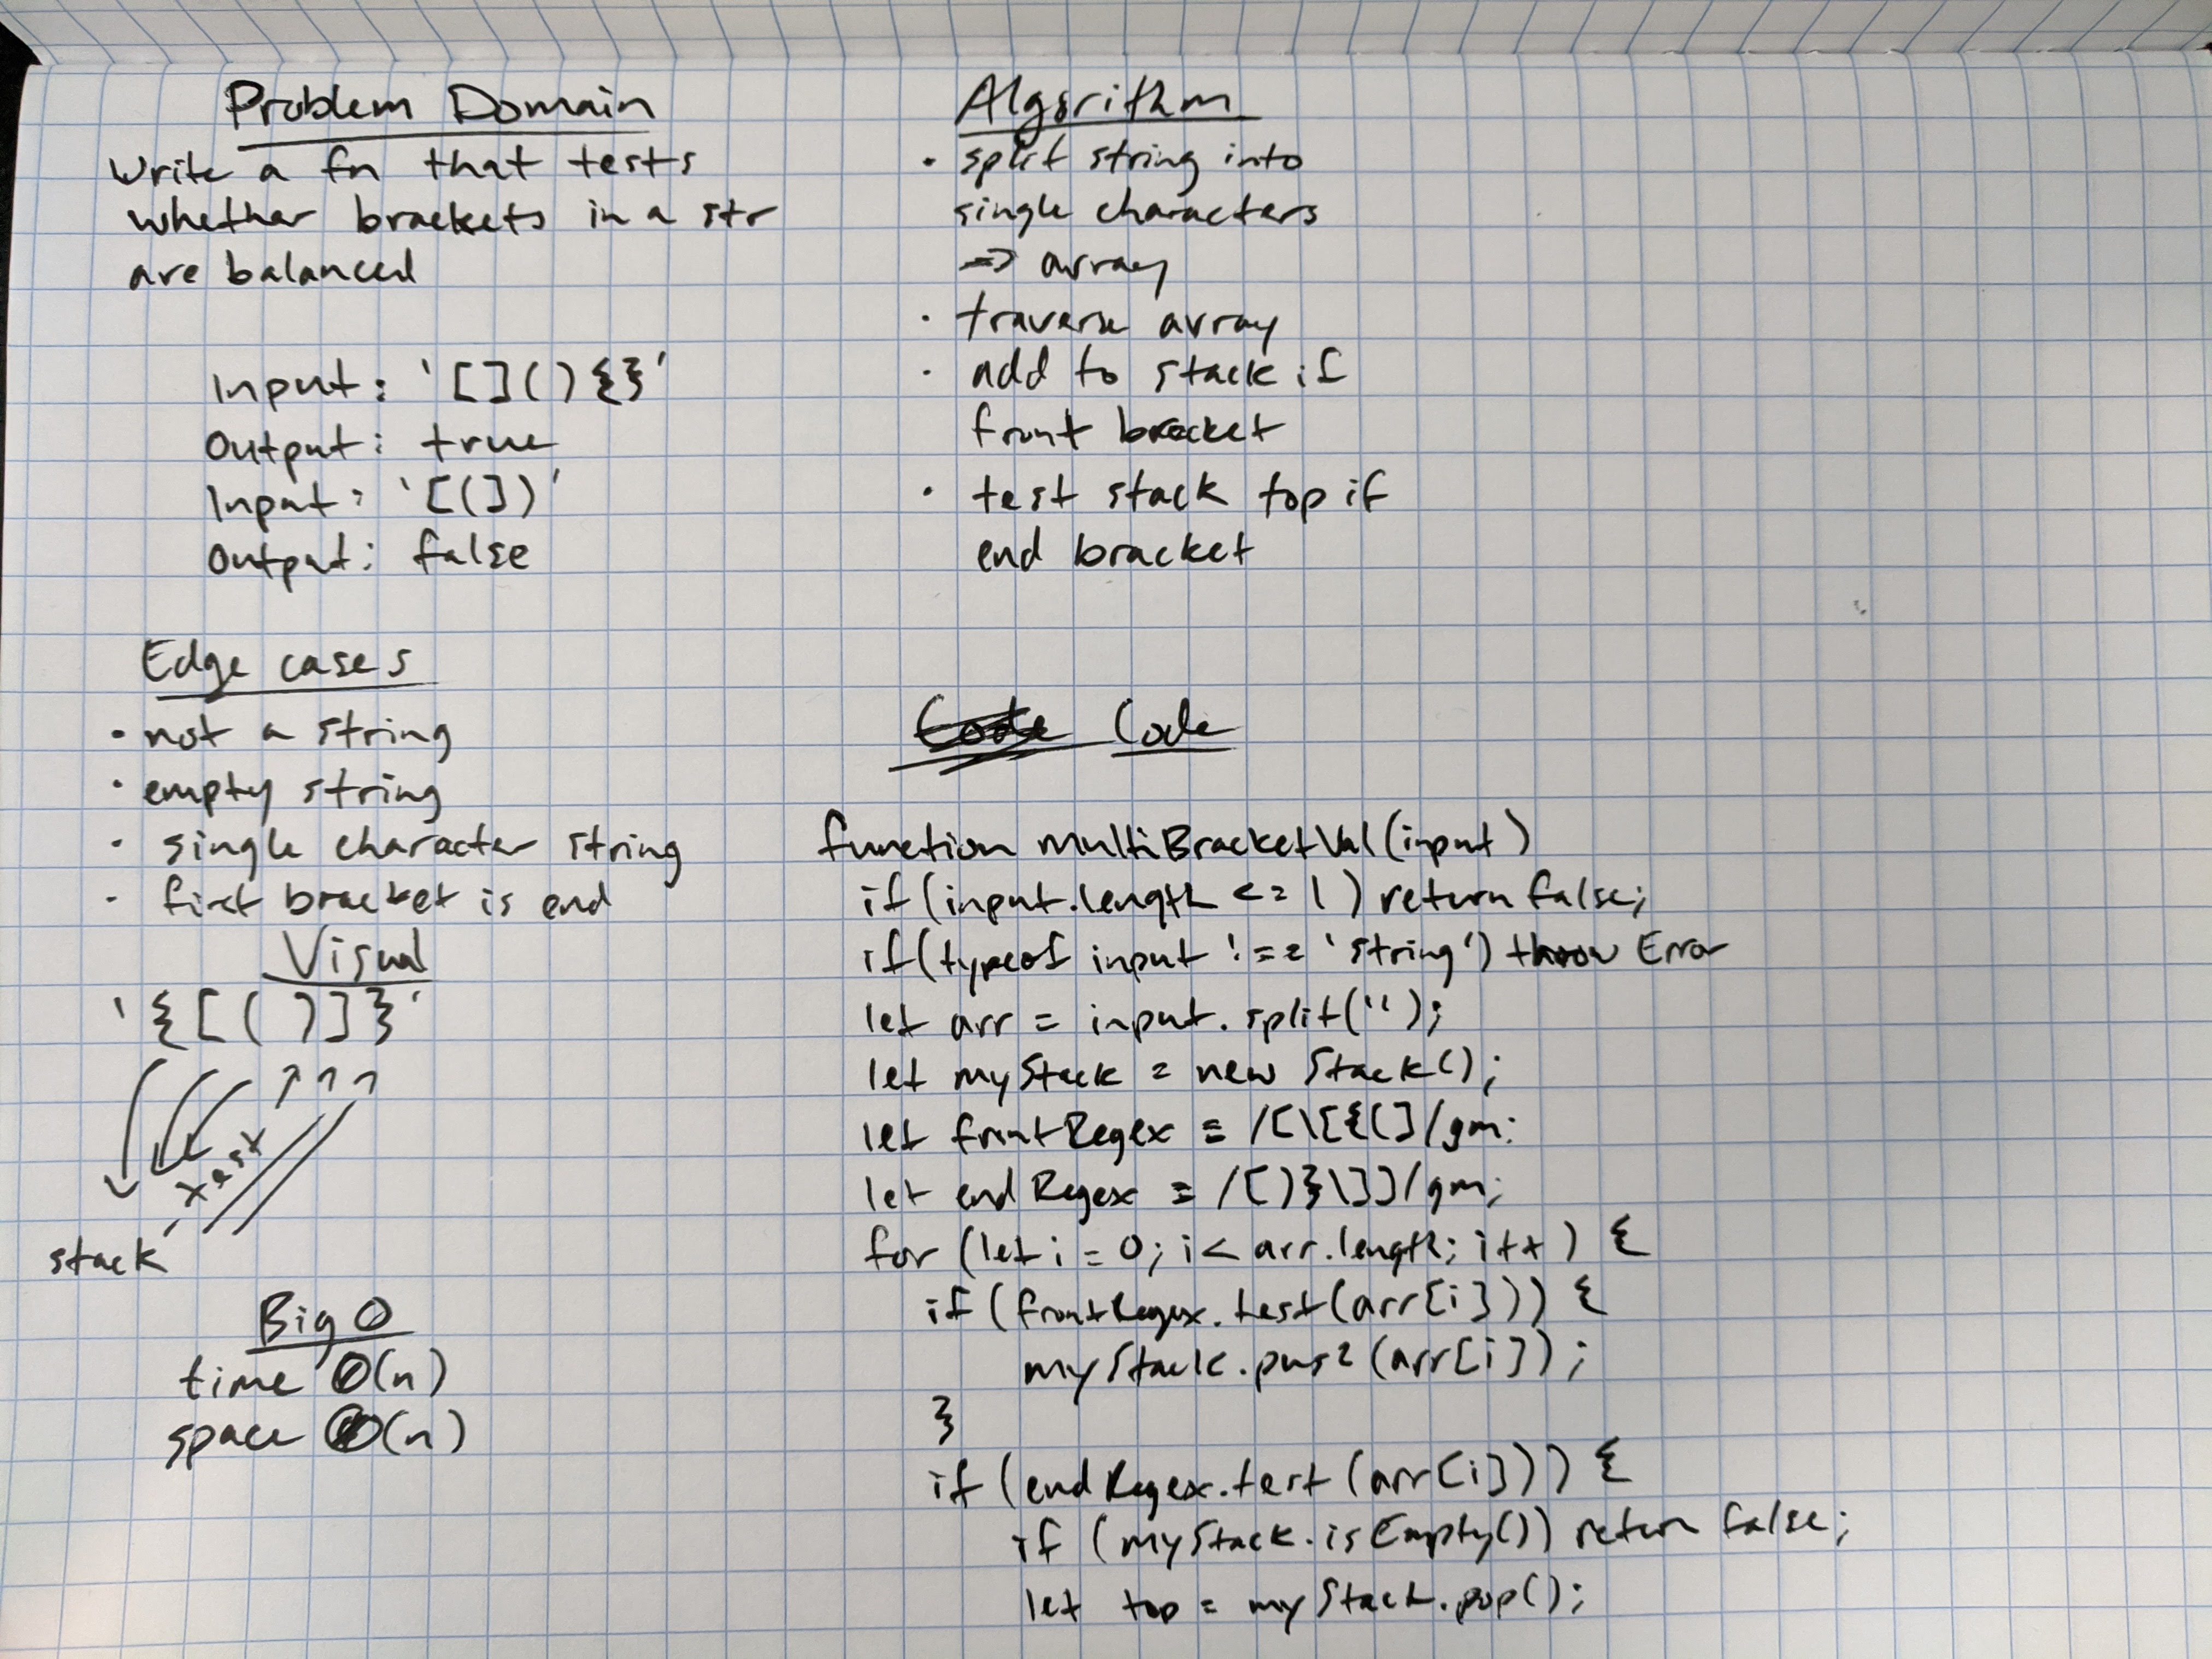 Problem Domain
Write a fn that tests
whether brackets in a str
are balanced
Input: '[](){}'
Output: true
Input: '[(])'
Output: false
Edge cases
• not a string
• empty string
• single character string
• first bracket is end
Visual
'{[()]}'
test
stack
Big O
time O(n)
space O(n)
Algorithm
• split string into
single characters
=> array
• traverse array
• add to stack if
front bracket
• test stack top if
end bracket
Code Code
function multiBracketVal(input)
if(input.length <= 1) return false;
if(typeof input !== 'string') throw Error
let arr = input.split('');
let myStack = new Stack();
let frontRegex = /[\[{(]/gm;
let endRegex = /[)}\]]/gm;
for (let i = 0; i < arr.length; i++) {
if (frontRegex.test(arr[i])) {
myStack.push(arr[i]);
}
if (endRegex.test(arr[i])) {
if (myStack.isEmpty()) return false;
let top = myStack.pop();